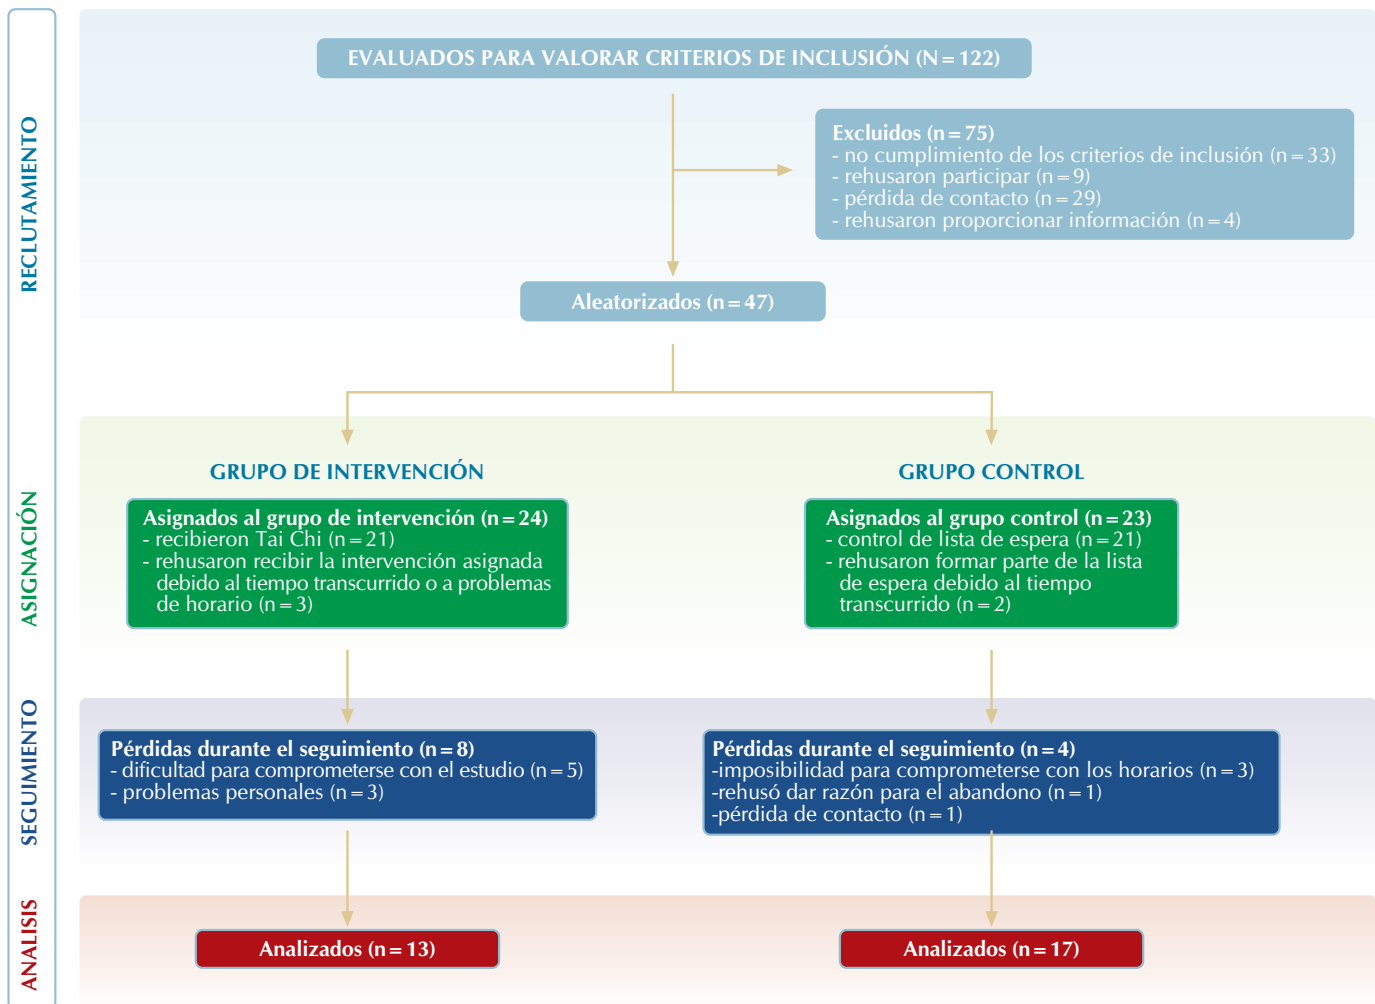 RECLUTAMIENTO
EVALUADOS PARA VALORAR CRITERIOS DE INCLUSIÓN (N = 122)
Excluidos (n = 75)
- no cumplimiento de los criterios de inclusión (n = 33)
- rehusaron participar (n = 9)
- pérdida de contacto (n = 29)
- rehusaron proporcionar información (n = 4)
Aleatorizados (n = 47)
ASIGNACIÓN
GRUPO DE INTERVENCIÓN
Asignados al grupo de intervención (n = 24)
- recibieron Tai Chi (n = 21)
- rehusaron recibir la intervención asignada
debido al tiempo transcurrido o a problemas
de horario (n = 3)
GRUPO CONTROL
Asignados al grupo control (n = 23)
- control de lista de espera (n = 21)
- rehusaron formar parte de la lista
de espera debido al tiempo
transcurrido (n = 2)
SEGUIMIENTO
Pérdidas durante el seguimiento (n = 8)
- dificultad para comprometerse con el estudio (n = 5)
- problemas personales (n = 3)
Pérdidas durante el seguimiento (n = 4)
-imposibilidad para comprometerse con los horarios (n = 3)
-rehusó dar razón para el abandono (n = 1)
-pérdida de contacto (n = 1)
ANALISIS
Analizados (n = 13)
Analizados (n = 17)